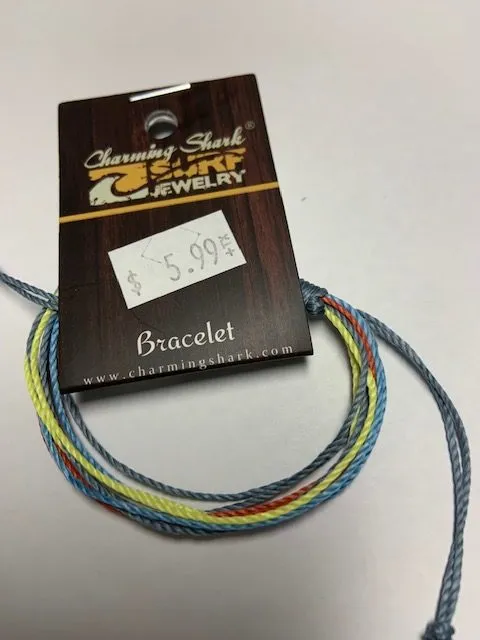 Charming Shark®
SURF
JEWELRY
$ 5.99
Bracelet
www.charmingshark.com